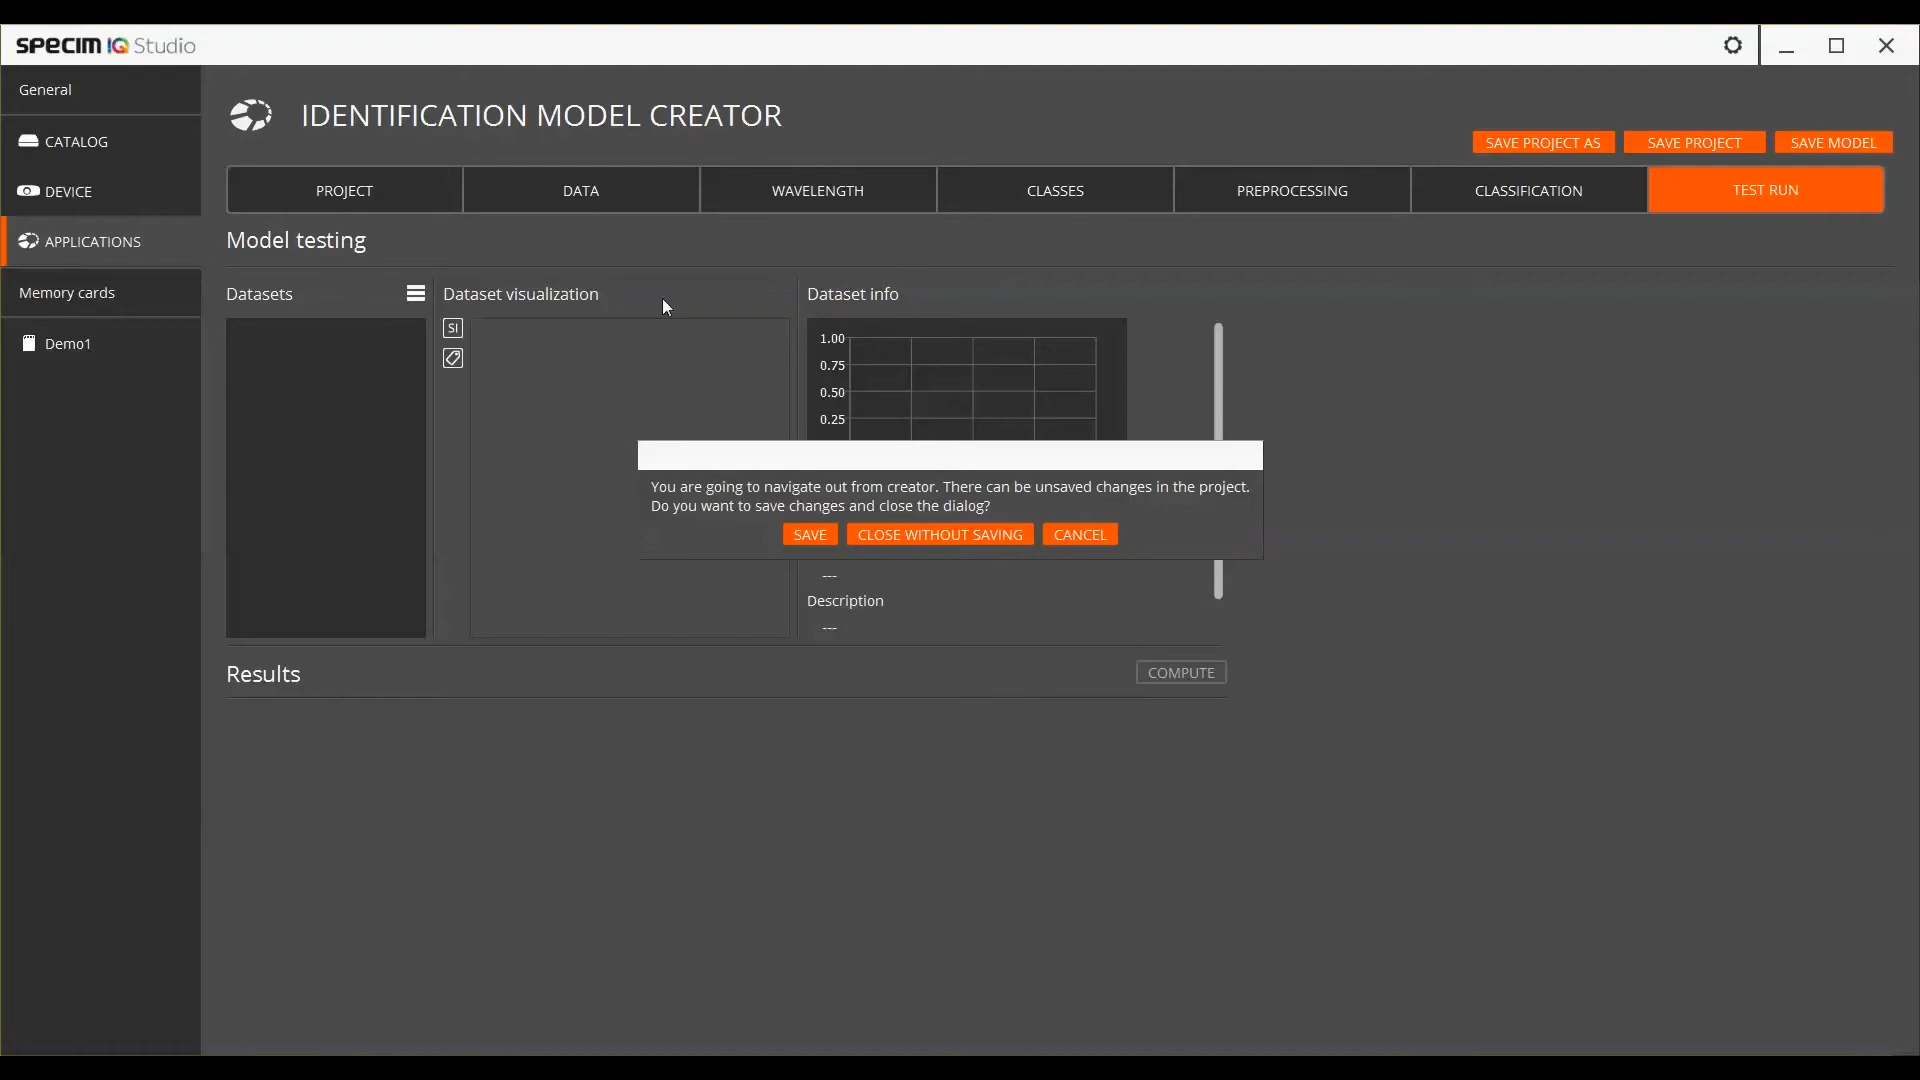 SPECIM IQ Studio
General
CATALOG
DEVICE
APPLICATIONS
Memory cards
Demo1
IDENTIFICATION MODEL CREATOR
SAVE PROJECT AS
SAVE PROJECT
SAVE MODEL
PROJECT
DATA
WAVELENGTH
CLASSES
PREPROCESSING
CLASSIFICATION
TEST RUN
Model testing
Datasets
Dataset visualization
SI
Dataset info
1.00
0.75
0.50
0.25
You are going to navigate out from creator. There can be unsaved changes in the project.
Do you want to save changes and close the dialog?
SAVE
CLOSE WITHOUT SAVING
CANCEL
---
Description
---
Results
COMPUTE